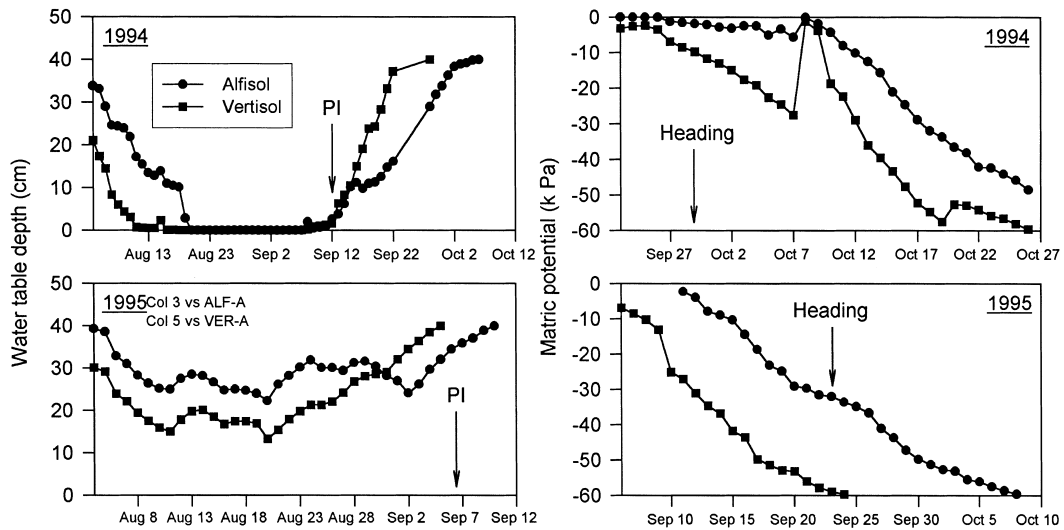 Water table depth (cm)
50
40
30
20
10
0
1994
Alfisol
Vertisol
PI
Aug 13
Aug 23
Sep 2
Sep 12
Sep 22
Oct 2
Oct 12
50
40
30
20
10
0
1995
Col 3 vs ALF-A
Col 5 vs VER-A
PI
Aug 8
Aug 13
Aug 18
Aug 23
Aug 28
Sep 2
Sep 7
Sep 12
Matric potential (k Pa)
0
-10
-20
-30
-40
-50
-60
1994
Heading
Sep 27
Oct 2
Oct 7
Oct 12
Oct 17
Oct 22
Oct 27
0
-10
-20
-30
-40
-50
-60
1995
Heading
Sep 10
Sep 15
Sep 20
Sep 25
Sep 30
Oct 5
Oct 10